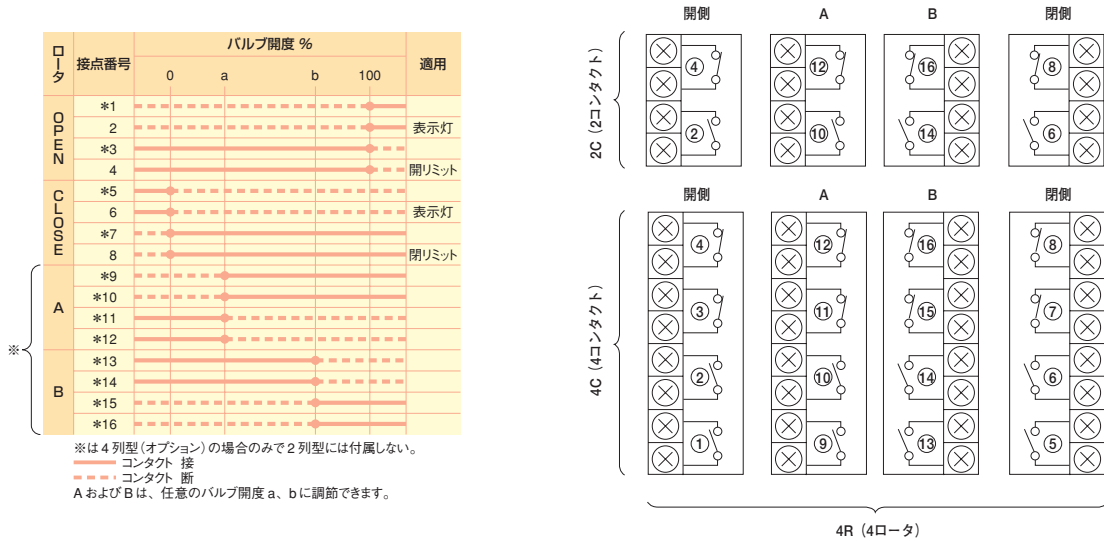 ロータ
接点番号
バルブ開度 %
適用
0
a
b
100
OPEN
*1
2
表示灯
*3
4
開リミット
CLOSE
*5
6
表示灯
*7
8
閉リミット
※
A
*9
*10
*11
*12
B
*13
*14
*15
*16
※は4列型(オプション)の場合のみで2列型には付属しない。
コンタクト 接
コンタクト 断
AおよびBは、任意のバルブ開度a、bに調節できます。
2C(2コンタクト)
開側
A
B
閉側
④
⑫
⑯
⑧
②
⑩
⑭
⑥
4C(4コンタクト)
開側
A
B
閉側
④
⑫
⑯
⑧
③
⑪
⑮
⑦
②
⑩
⑭
⑥
①
⑨
⑬
⑤
4R(4ロータ)